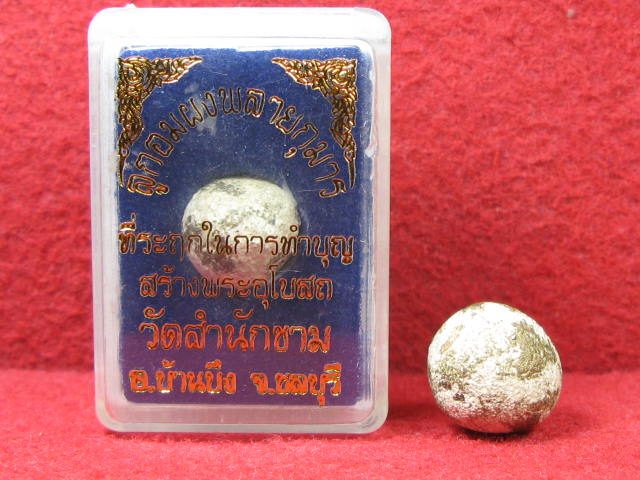 ลูกอมผงพลายกุมาร
ที่ระฤกในการทำบุญ
สร้างพระอุโบสถ
วัดสำนักขาม
อ.บ้านบึง จ.ชลบุรี